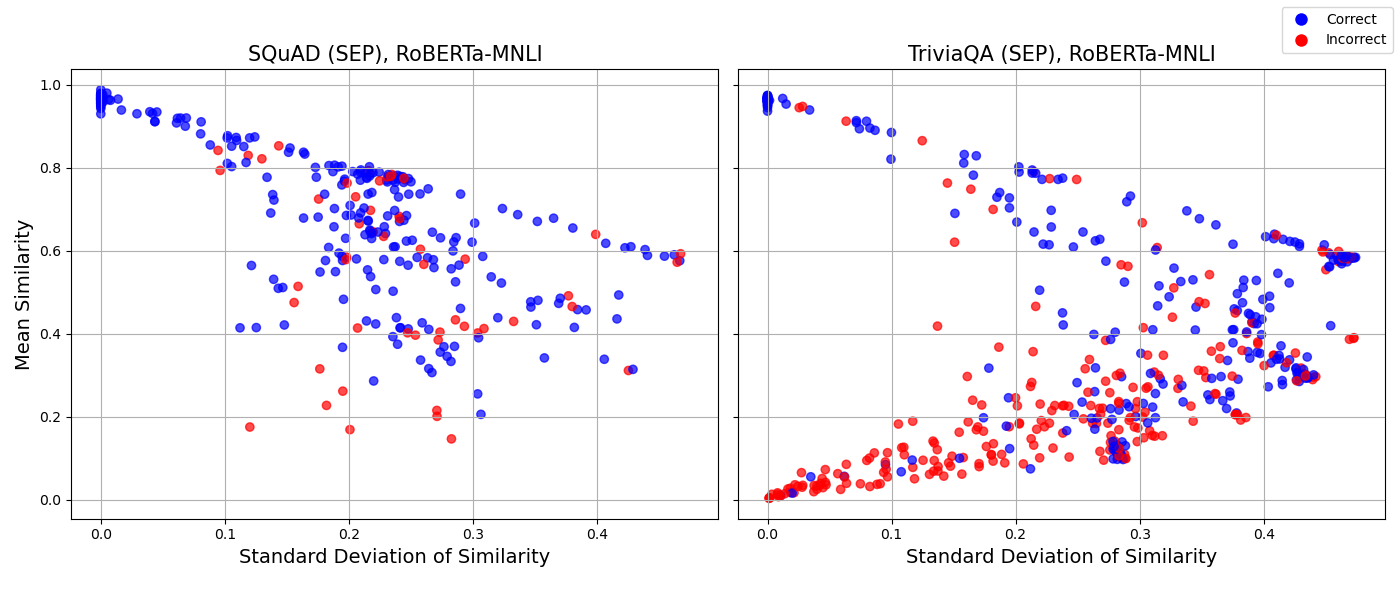 Correct
Incorrect
SQuAD (SEP), RoBERTa-MNLI
TriviaQA (SEP), RoBERTa-MNLI
Mean Similarity
1.0
0.8
0.6
0.4
0.2
0.0
0.0 0.1 0.2 0.3 0.4
0.0 0.1 0.2 0.3 0.4
Standard Deviation of Similarity
Standard Deviation of Similarity